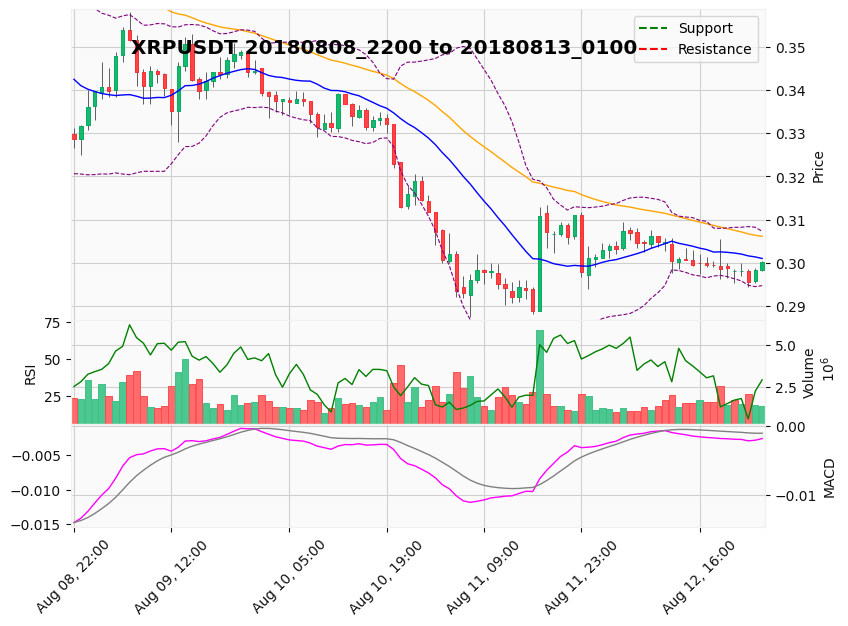 XRPUSDT 20180808_2200 to 20180813_0100
Support
Resistance
0.35
0.34
0.33
0.32
0.31
0.30
0.29
Price
75
50
25
RSI
5.0
2.5
Volume
10^6
−0.005
−0.010
−0.015
0.00
−0.01
MACD
Aug 08, 22:00
Aug 09, 12:00
Aug 10, 05:00
Aug 10, 19:00
Aug 11, 09:00
Aug 11, 23:00
Aug 12, 16:00